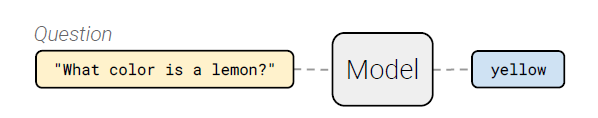 Question
"What color is a lemon?"
Model
yellow